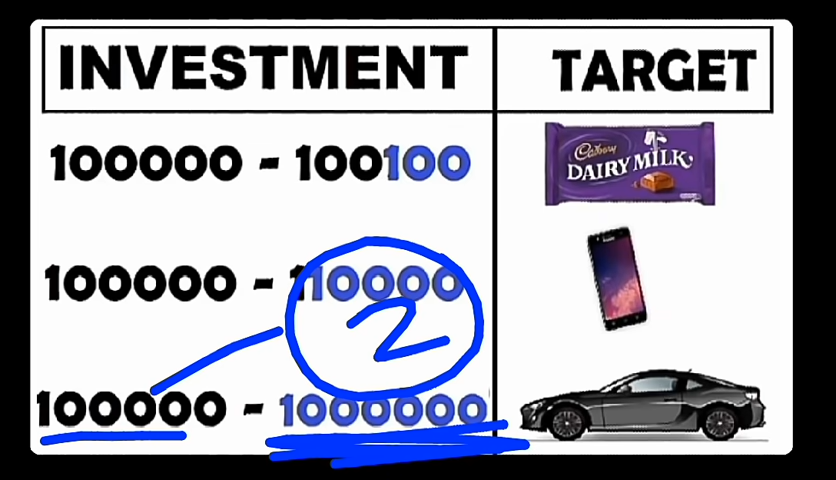 INVESTMENT TARGET
100000 - 100100
Cadbury
DAIRY MILK
100000 - 110000
2
100000 - 1000000